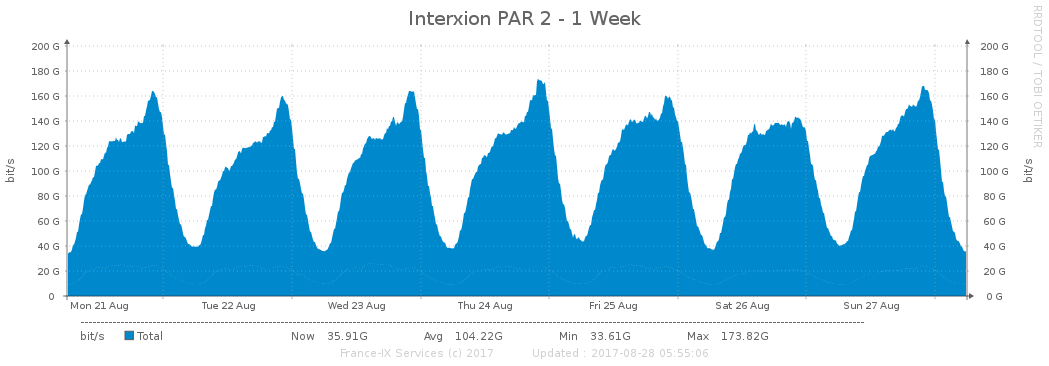 Interxion PAR 2 - 1 Week
RRDTOOL / TOBI OETIKER
bit/s
200 G 200 G
180 G 180 G
160 G 160 G
140 G 140 G
120 G 120 G
100 G 100 G
80 G 80 G
60 G 60 G
40 G 40 G
20 G 20 G
0 0 G
bit/s
Mon 21 Aug Tue 22 Aug Wed 23 Aug Thu 24 Aug Fri 25 Aug Sat 26 Aug Sun 27 Aug
bit/s Total Now 35.91G Avg 104.22G Min 33.61G Max 173.82G
France-IX Services (c) 2017 Updated : 2017-08-28 05:55:06